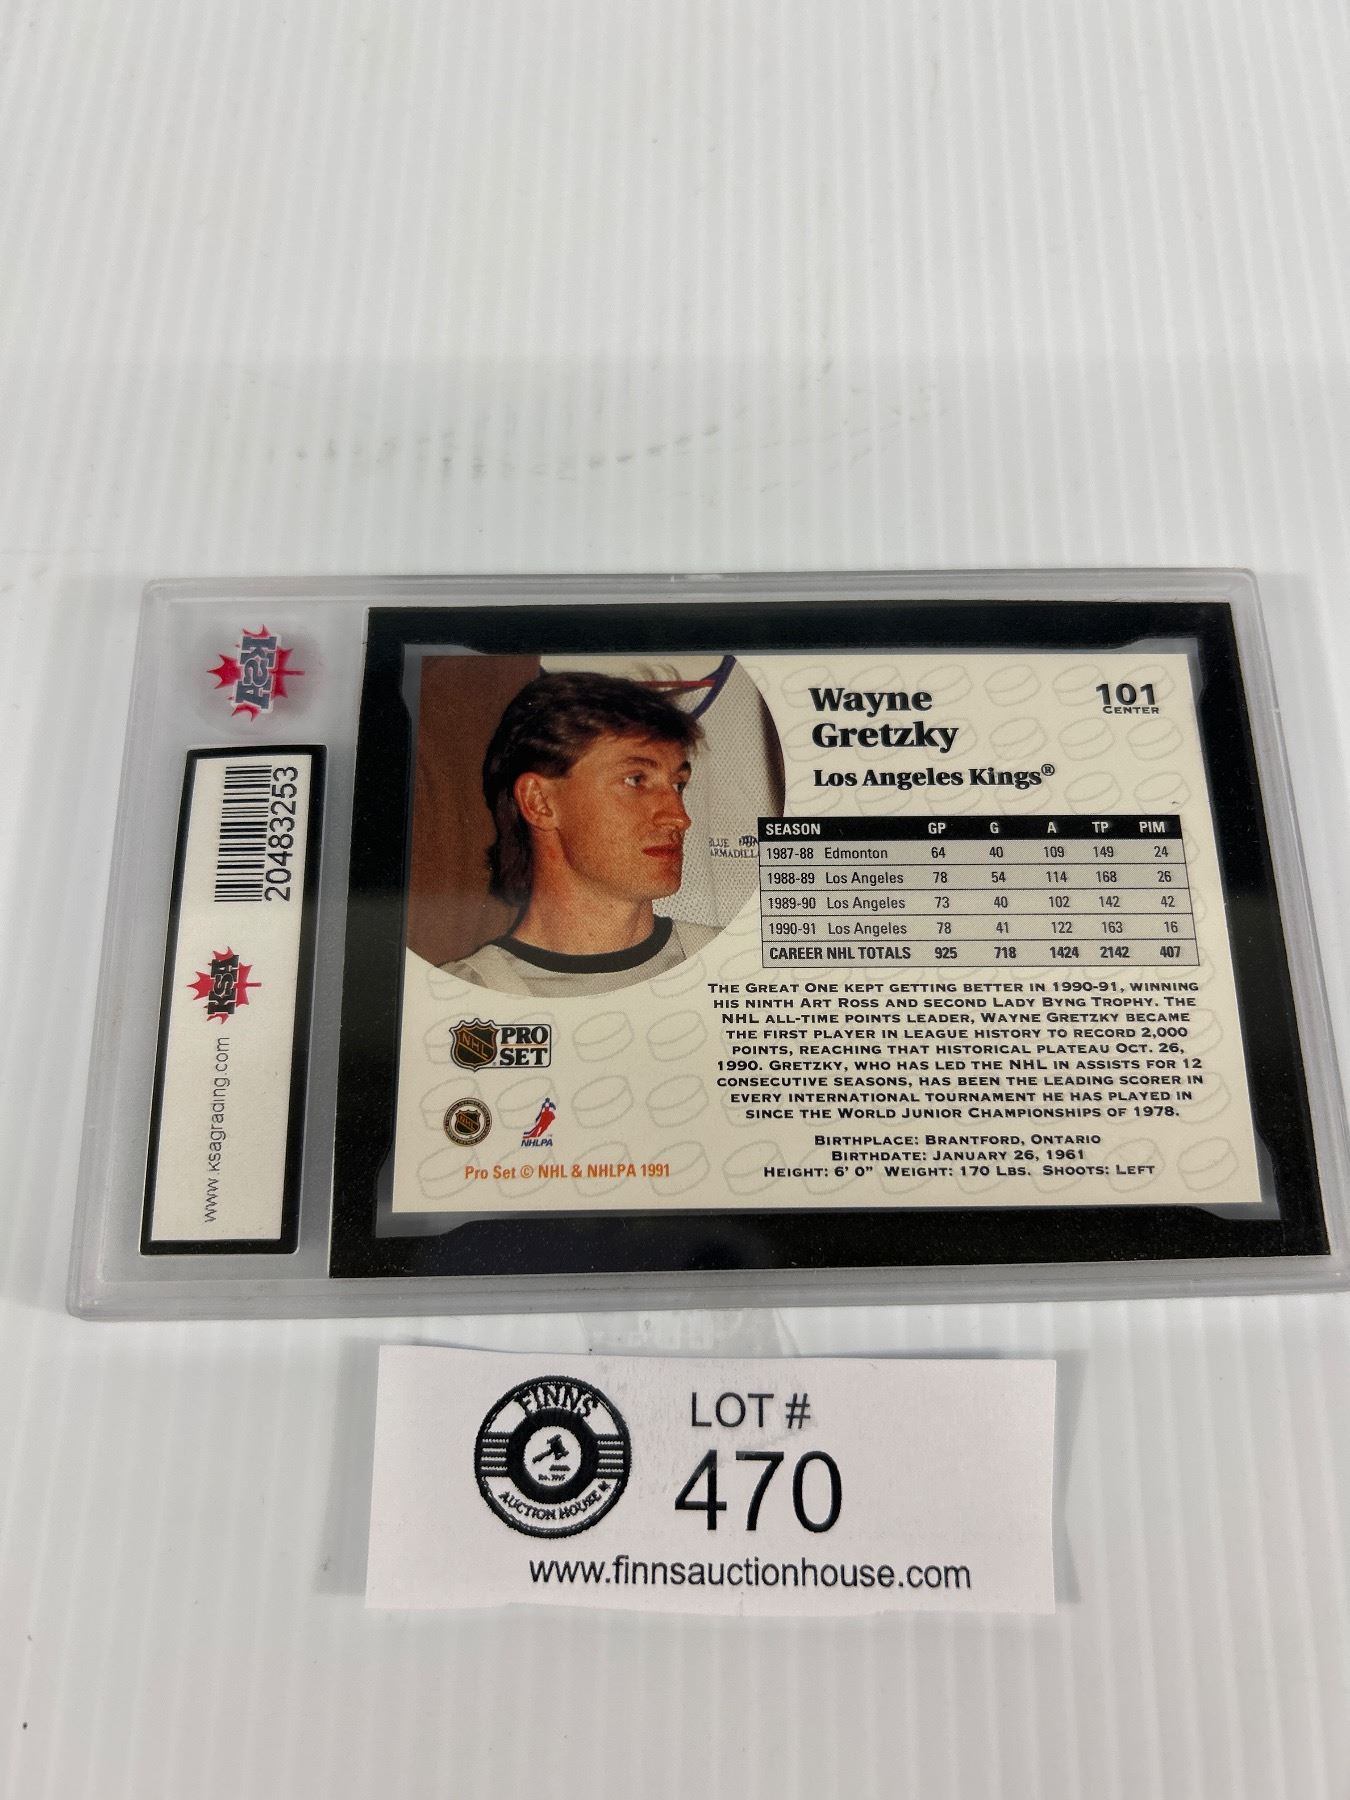 KSA
20483253
KSA
www.ksagrading.com
Wayne
Gretzky
101
CENTER
Los Angeles Kings®
SEASON GP G A TP PIM
1987-88 Edmonton 64 40 109 149 24
1988-89 Los Angeles 78 54 114 168 26
1989-90 Los Angeles 73 40 102 142 42
1990-91 Los Angeles 78 41 122 163 16
CAREER NHL TOTALS 925 718 1424 2142 407
THE GREAT ONE KEPT GETTING BETTER IN 1990-91, WINNING
HIS NINTH ART ROSS AND SECOND LADY BYNG TROPHY. THE
NHL ALL-TIME POINTS LEADER, WAYNE GRETZKY BECAME
THE FIRST PLAYER IN LEAGUE HISTORY TO RECORD 2,000
POINTS, REACHING THAT HISTORICAL PLATEAU OCT. 26,
1990. GRETZKY, WHO HAS LED THE NHL IN ASSISTS FOR 12
CONSECUTIVE SEASONS, HAS BEEN THE LEADING SCORER IN
EVERY INTERNATIONAL TOURNAMENT HE HAS PLAYED IN
SINCE THE WORLD JUNIOR CHAMPIONSHIPS OF 1978.
BIRTHPLACE: BRANTFORD, ONTARIO
BIRTHDATE: JANUARY 26, 1961
HEIGHT: 6' 0" WEIGHT: 170 LBS. SHOOTS: LEFT
NHL
PRO
SET
NHLPA
Pro Set © NHL & NHLPA 1991
FINNS
AUCTION HOUSE
LOT #
470
www.finnsauctionhouse.com